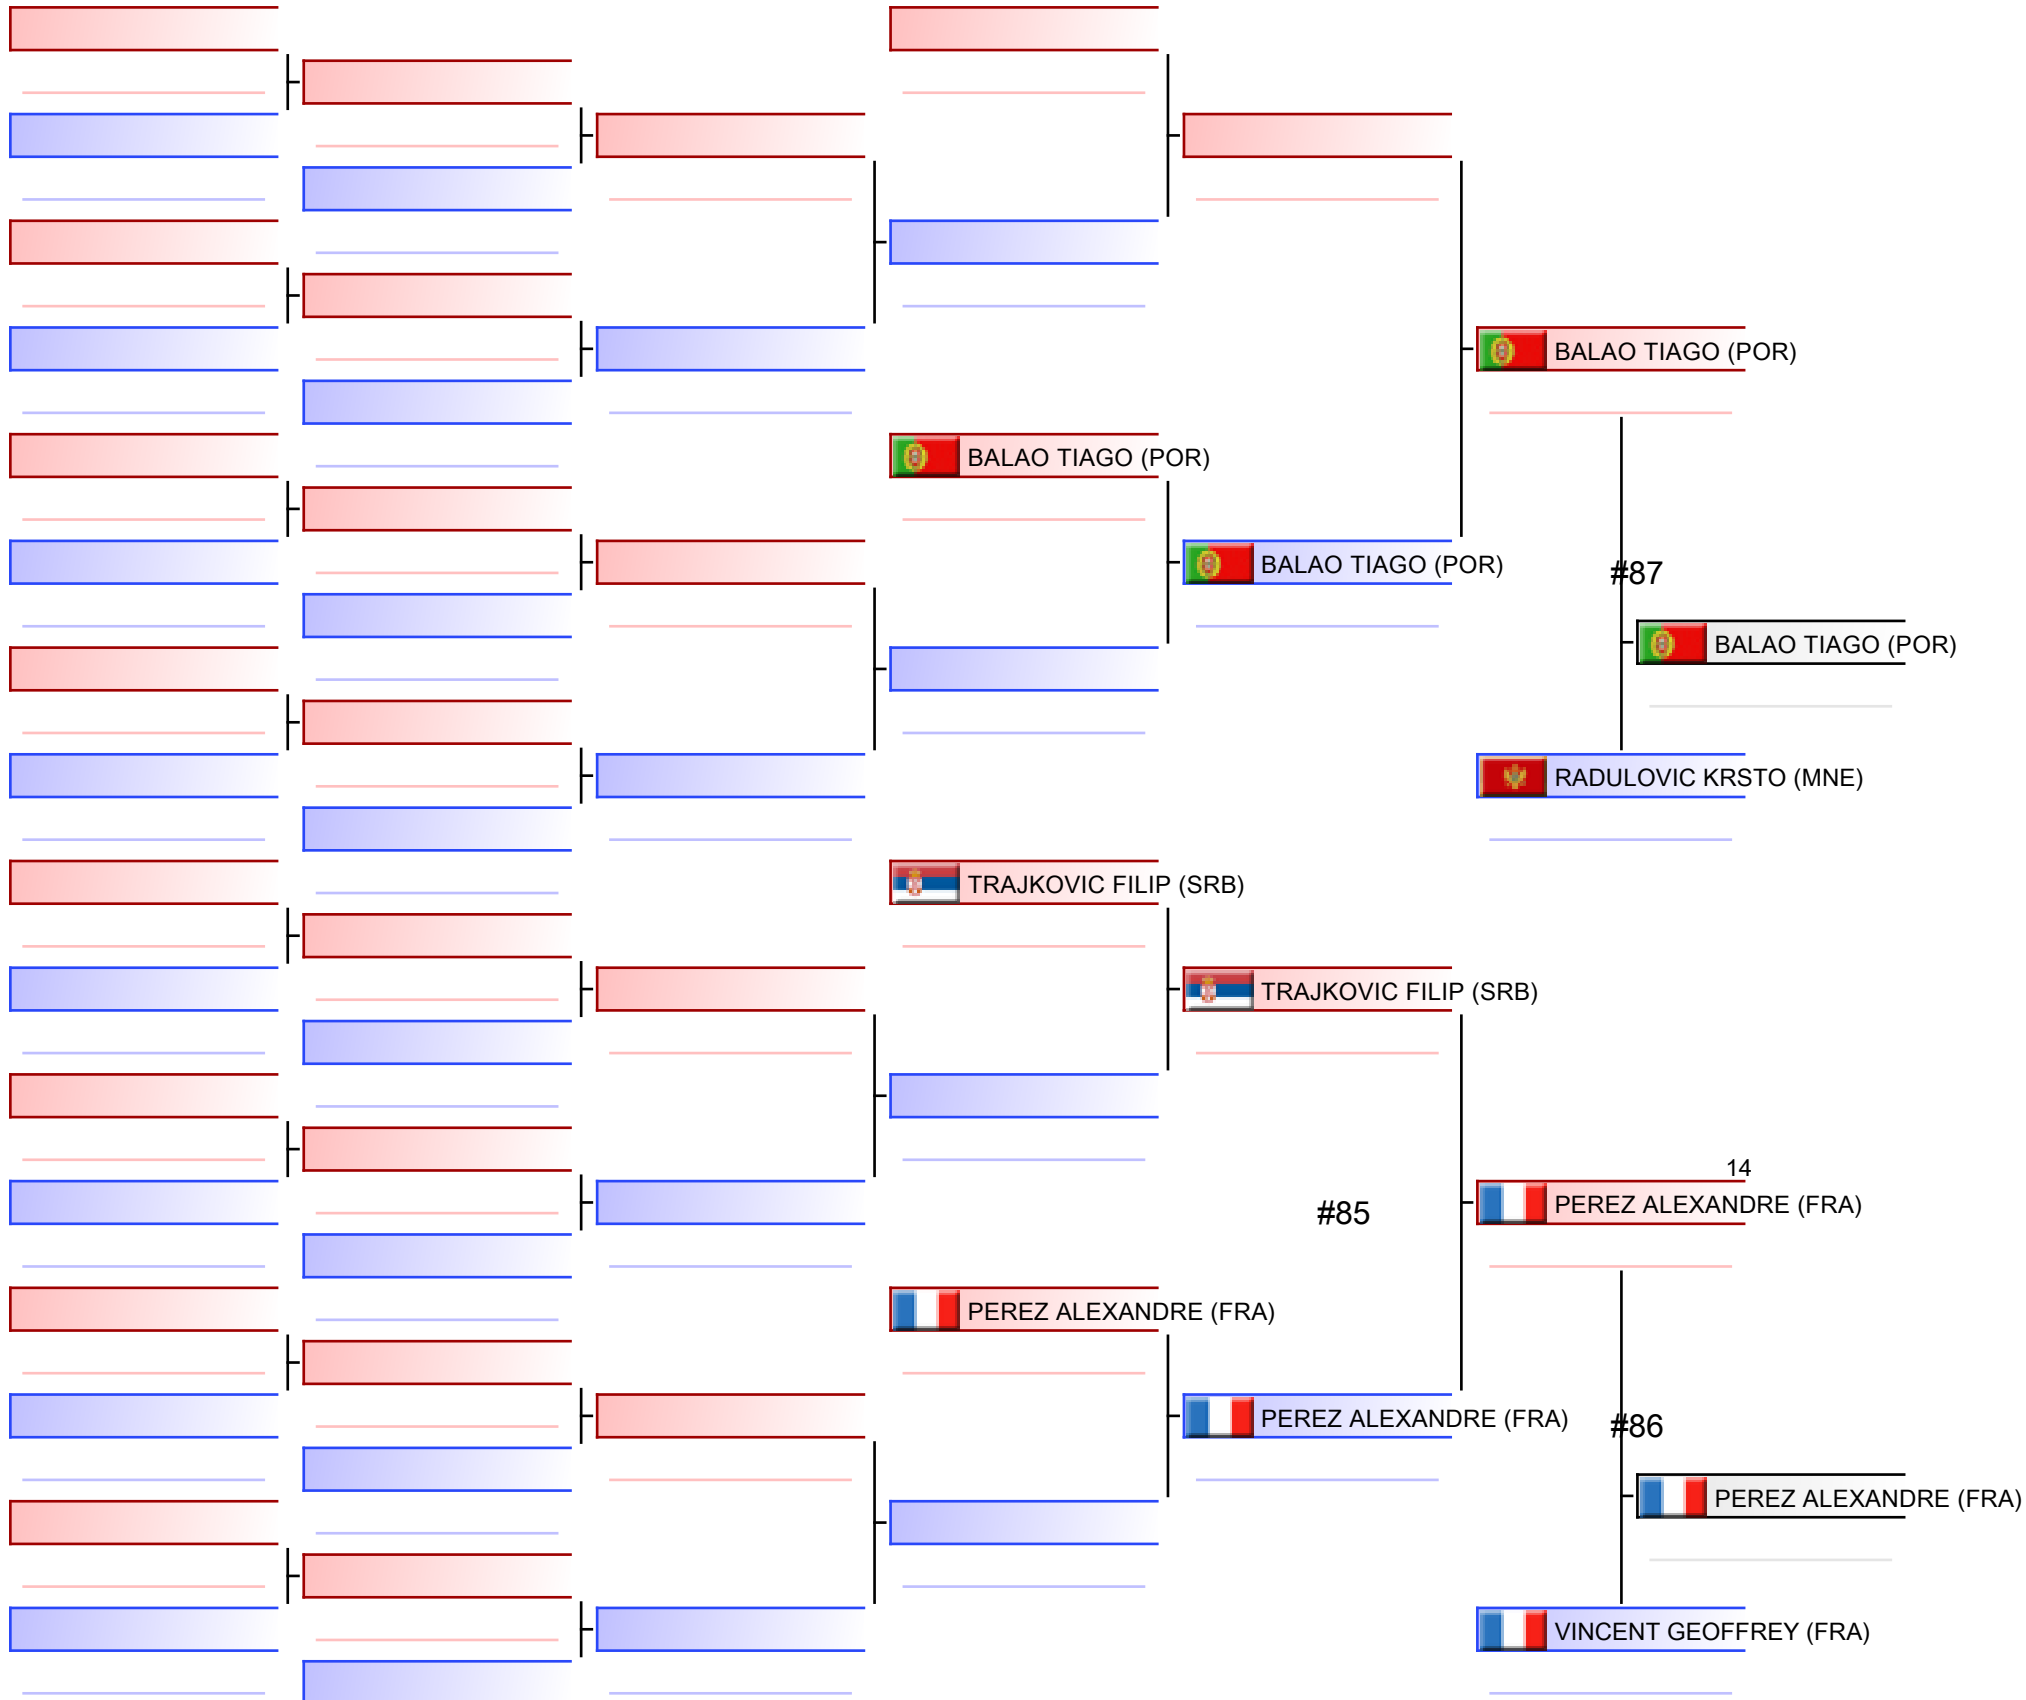 BALAO TIAGO (POR)
BALAO TIAGO (POR)
BALAO TIAGO (POR)
#87
BALAO TIAGO (POR)
RADULOVIC KRSTO (MNE)
TRAJKOVIC FILIP (SRB)
TRAJKOVIC FILIP (SRB)
14
PEREZ ALEXANDRE (FRA)
#85
PEREZ ALEXANDRE (FRA)
PEREZ ALEXANDRE (FRA)
#86
PEREZ ALEXANDRE (FRA)
VINCENT GEOFFREY (FRA)